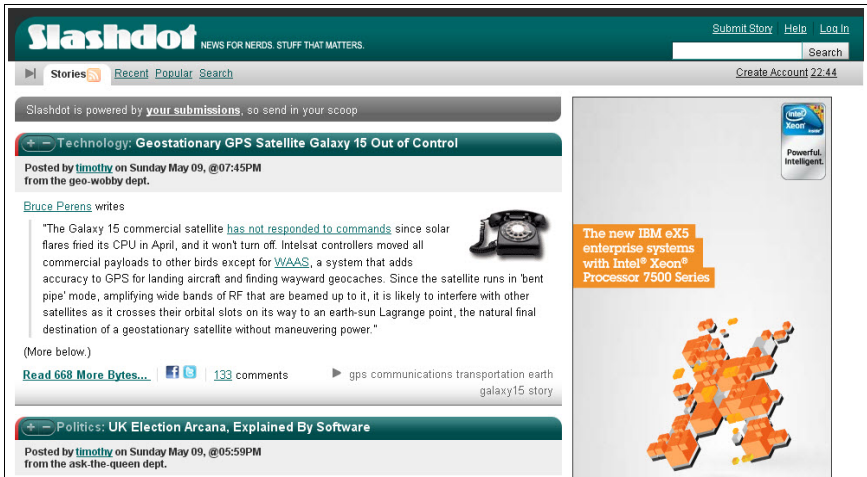 Slashdot NEWS FOR NERDS. STUFF THAT MATTERS.
Submit Story Help Log In
Search
Stories Recent Popular Search
Create Account 22:44
Slashdot is powered by your submissions, so send in your scoop
+ − Technology: Geostationary GPS Satellite Galaxy 15 Out of Control
Posted by timothy on Sunday May 09, @07:45PM
from the geo-wobby dept.
Bruce Perens writes
"The Galaxy 15 commercial satellite has not responded to commands since solar
flares fried its CPU in April, and it won't turn off. Intelsat controllers moved all
commercial payloads to other birds except for WAAS, a system that adds
accuracy to GPS for landing aircraft and finding wayward geocaches. Since the satellite runs in 'bent
pipe' mode, amplifying wide bands of RF that are beamed up to it, it is likely to interfere with other
satellites as it crosses their orbital slots on its way to an earth-sun Lagrange point, the natural final
destination of a geostationary satellite without maneuvering power."
(More below.)
Read 668 More Bytes... f t 133 comments
gps communications transportation earth
galaxy15 story
+ − Politics: UK Election Arcana, Explained By Software
Posted by timothy on Sunday May 09, @05:59PM
from the ask-the-queen dept.
intel
Xeon
inside
Powerful.
Intelligent.
The new IBM eX5
enterprise systems
with Intel® Xeon®
Processor 7500 Series